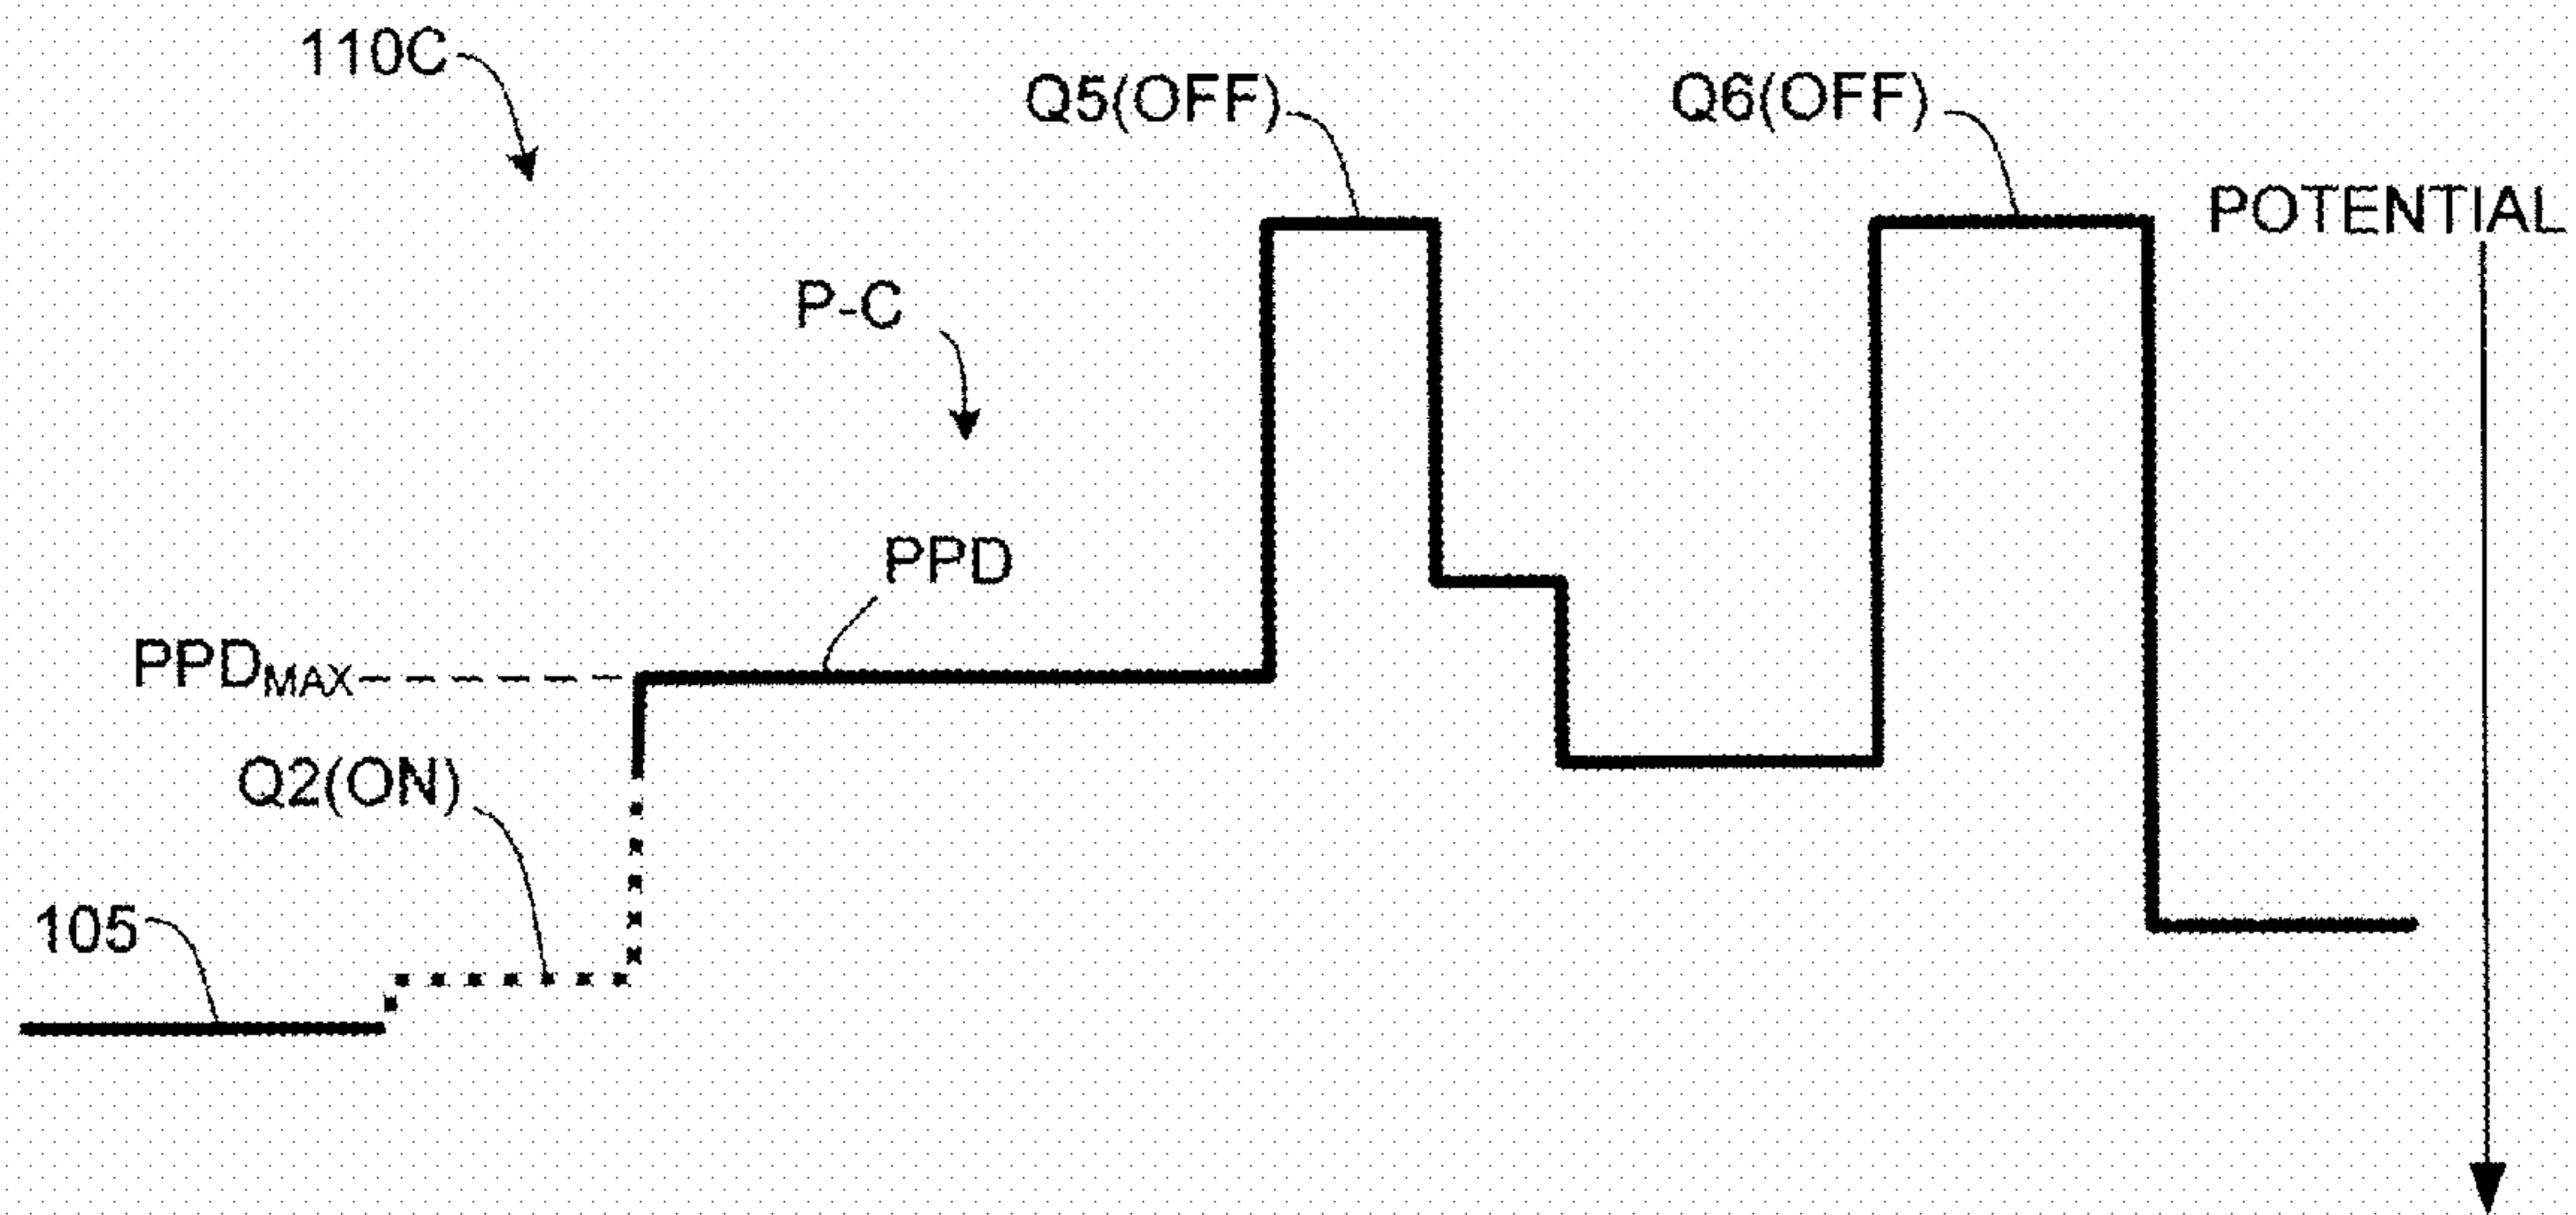 110C
Q5(OFF)
Q6(OFF)
POTENTIAL
P-C
PPD
PPDMAX
Q2(ON)
105